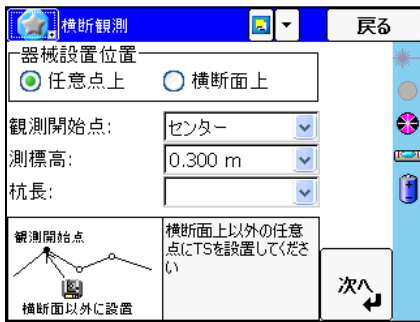 横断観測
戻る
器械設置位置
任意点上 横断面上
観測開始点: センター
測標高: 0.300 m
杭長:
観測開始点
横断面以外に設置
横断面上以外の任意
点にTSを設置してくださ
い
次へ